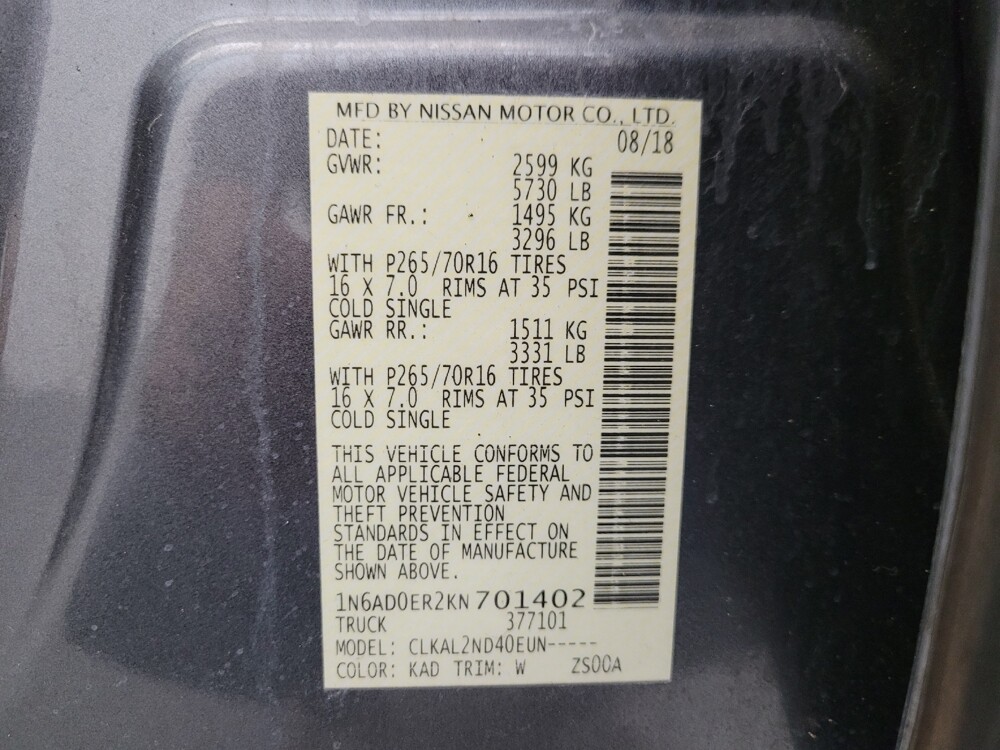 MFD BY NISSAN MOTOR CO., LTD.
DATE: 08/18
GVWR: 2599 KG
5730 LB
GAWR FR.: 1495 KG
3296 LB
WITH P265/70R16 TIRES
16 X 7.0 RIMS AT 35 PSI
COLD SINGLE
GAWR RR.: 1511 KG
3331 LB
WITH P265/70R16 TIRES
16 X 7.0 RIMS AT 35 PSI
COLD SINGLE
THIS VEHICLE CONFORMS TO
ALL APPLICABLE FEDERAL
MOTOR VEHICLE SAFETY AND
THEFT PREVENTION
STANDARDS IN EFFECT ON
THE DATE OF MANUFACTURE
SHOWN ABOVE.
1N6AD0ER2KN701402
TRUCK 377101
MODEL: CLKAL2ND40EUN-----
COLOR: KAD TRIM: W ZS00A